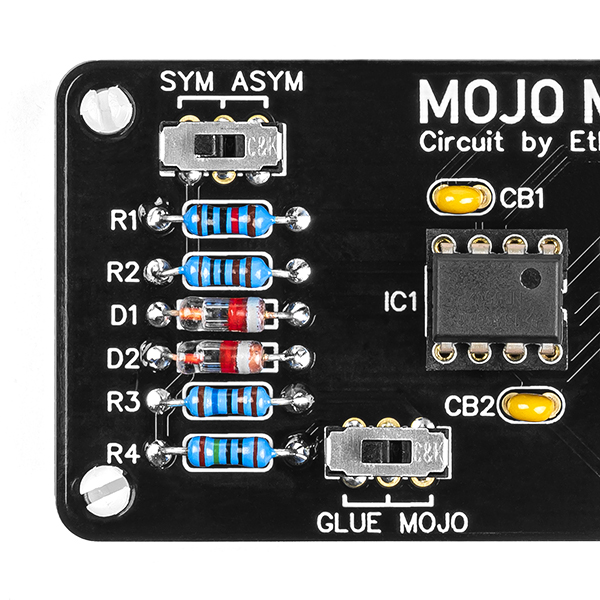 SYM ASYM
C&K
MOJO M
Circuit by Et
CB1
R1
R2
IC1
D1
D2
R3
CB2
R4
C&K
GLUE MOJO